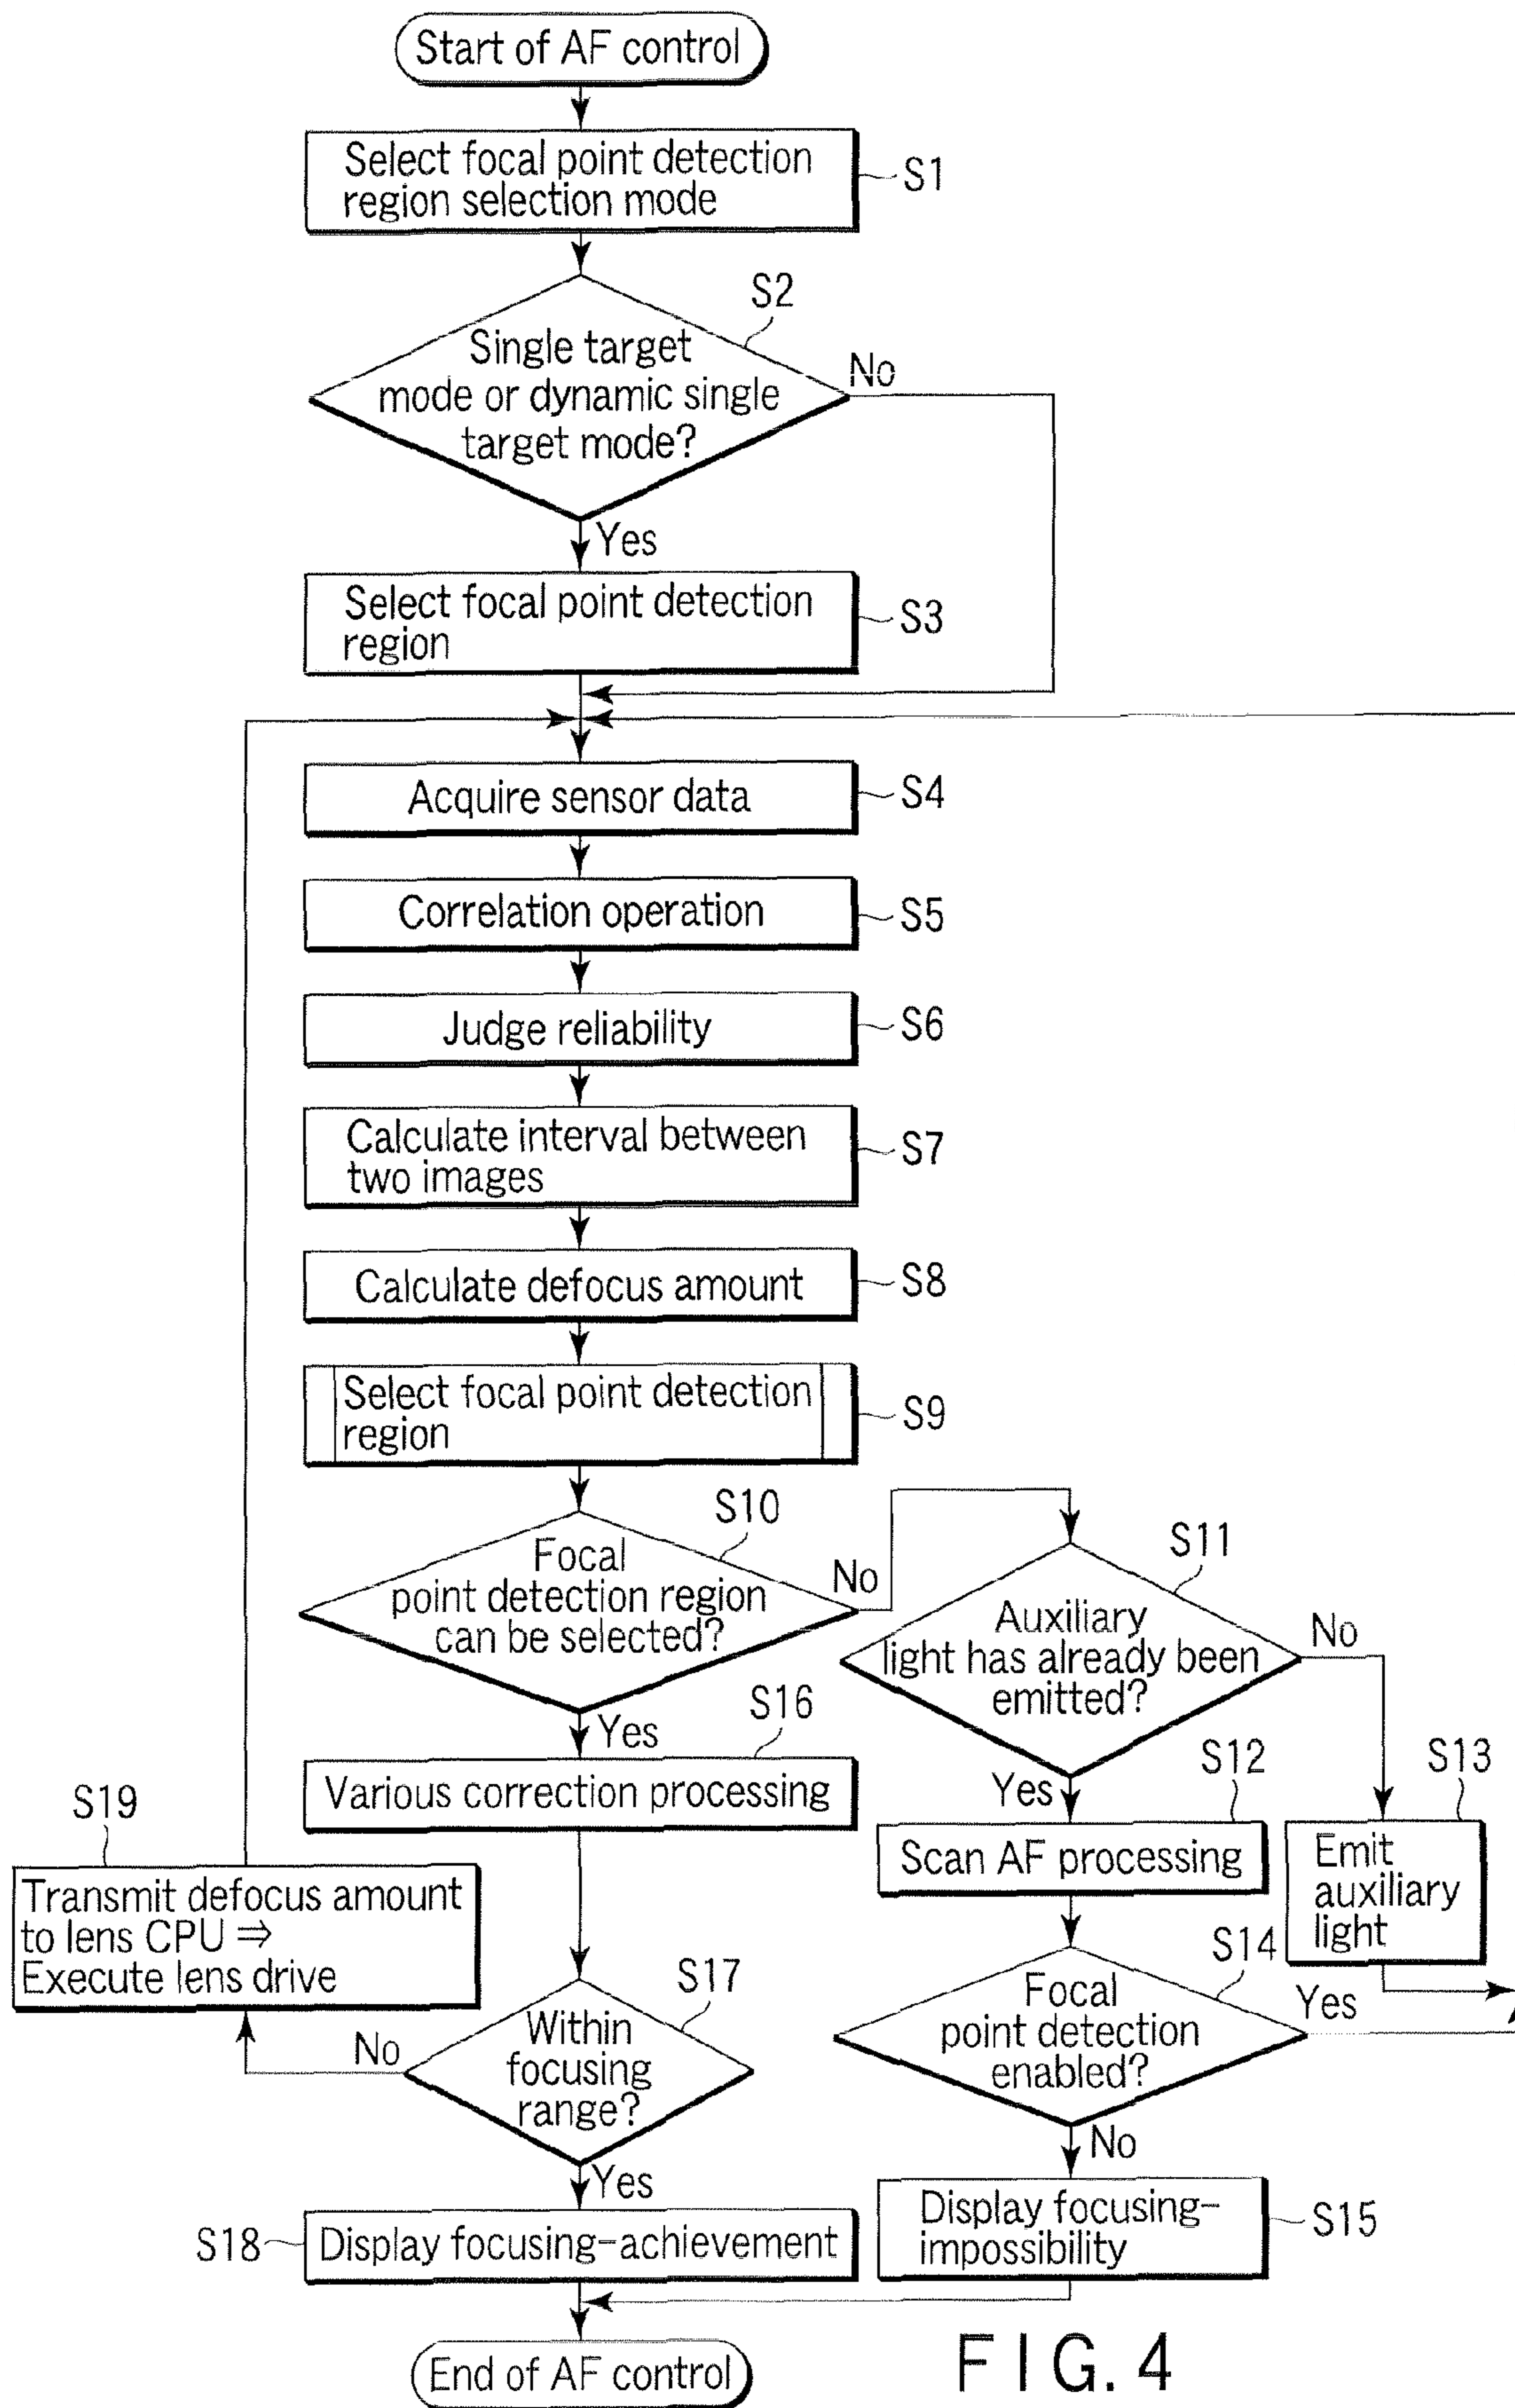 Start of AF control
Select focal point detection
region selection mode
S1
S2
Single target
mode or dynamic single
target mode?
No
Yes
Select focal point detection
region
S3
Acquire sensor data
S4
Correlation operation
S5
Judge reliability
S6
Calculate interval between
two images
S7
Calculate defocus amount
S8
Select focal point detection
region
S9
S10
Focal
point detection region
can be selected?
No
S11
Auxiliary
light has already been
emitted?
No
Yes
S16
Various correction processing
Yes
S12
Scan AF processing
S13
Emit
auxiliary
light
S19
Transmit defocus amount
to lens CPU ⇒
Execute lens drive
S17
Within
focusing
range?
No
Yes
S14
Focal
point detection
enabled?
Yes
No
S18
Display focusing-achievement
Display focusing-
impossibility
S15
End of AF control
FIG. 4